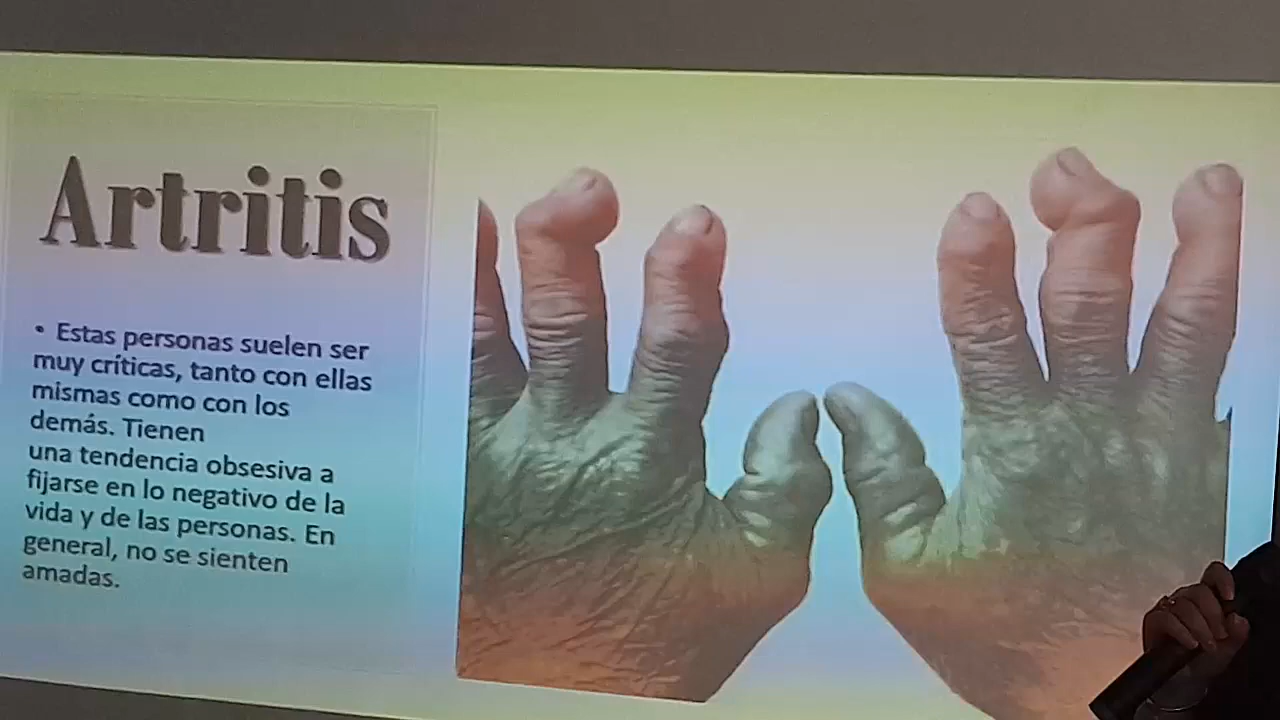 Artritis
• Estas personas suelen ser
muy críticas, tanto con ellas
mismas como con los
demás. Tienen
una tendencia obsesiva a
fijarse en lo negativo de la
vida y de las personas. En
general, no se sienten
amadas.